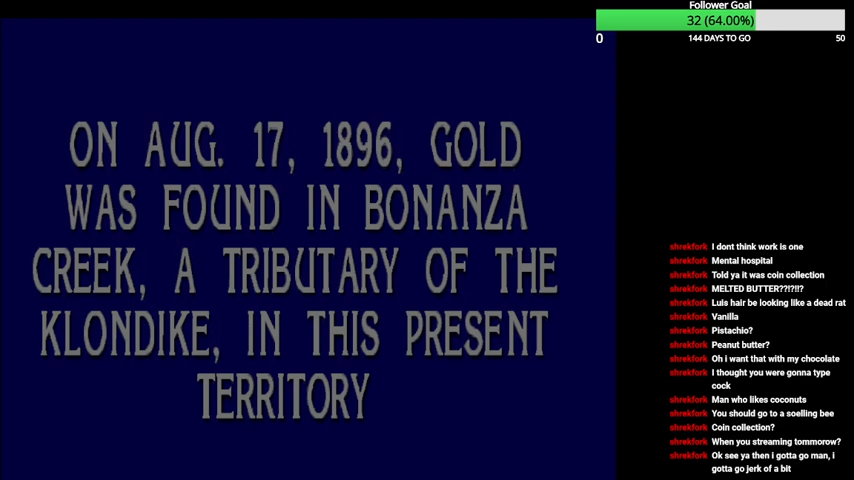 Follower Goal
32 (64.00%)
0
144 DAYS TO GO
50
ON AUG. 17, 1896, GOLD
WAS FOUND IN BONANZA
CREEK, A TRIBUTARY OF THE
KLONDIKE, IN THIS PRESENT
TERRITORY
shrekfork I dont think work is one
shrekfork Mental hospital
shrekfork Told ya it was coin collection
shrekfork MELTED BUTTER??!?!!?
shrekfork Luis hair be looking like a dead rat
shrekfork Vanilla
shrekfork Pistachio?
shrekfork Peanut butter?
shrekfork Oh i want that with my chocolate
shrekfork I thought you were gonna type
cock
shrekfork Man who likes coconuts
shrekfork You should go to a soelling bee
shrekfork Coin collection?
shrekfork When you streaming tommorow?
shrekfork Ok see ya then i gotta go man, i
gotta go jerk of a bit